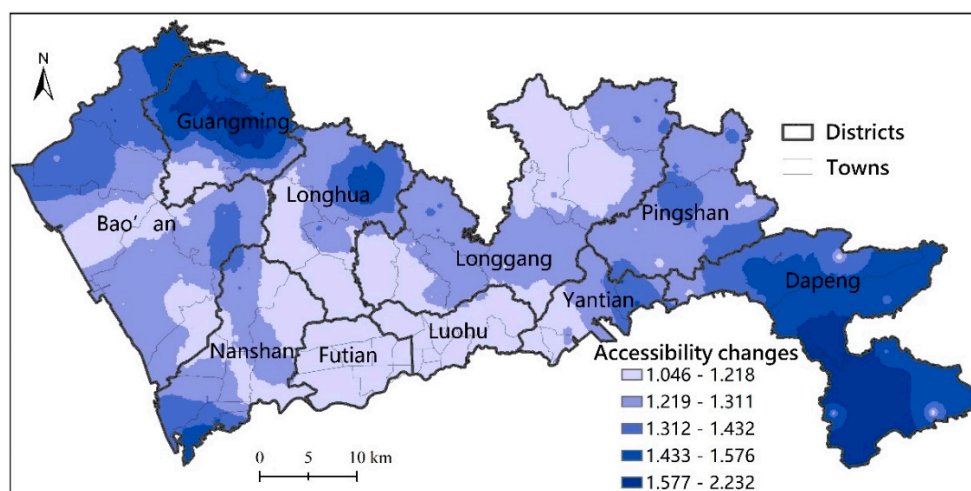 N
Guangming
Districts
Towns
Longhua
Pingshan
Bao' an
Longgang
Dapeng
Yantian
Luohu
Nanshan
Futian
Accessibility changes
1.046 - 1.218
1.219 - 1.311
1.312 - 1.432
1.433 - 1.576
1.577 - 2.232
0 5 10 km